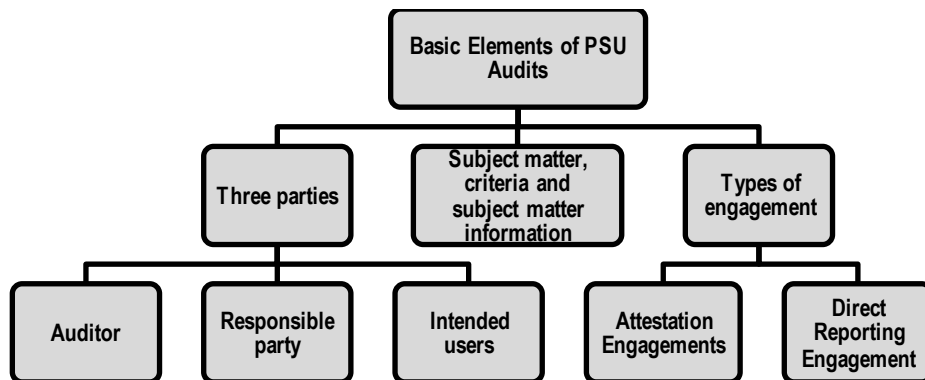 Basic Elements of PSU
Audits
Three parties
Subject matter,
criteria and
subject matter
information
Types of
engagement
Auditor
Responsible
party
Intended
users
Attestation
Engagements
Direct
Reporting
Engagement